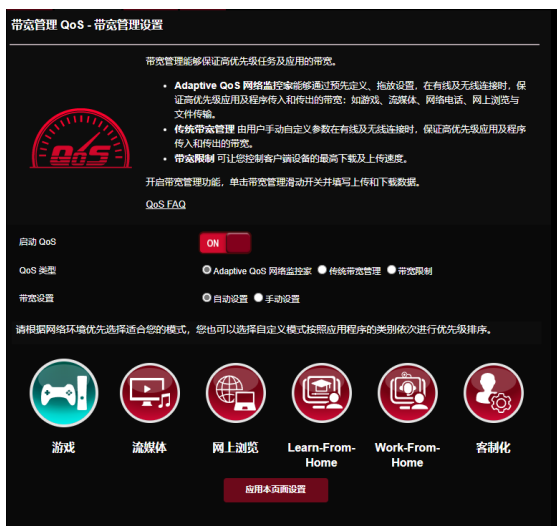 带宽管理 QoS - 带宽管理设置
带宽管理能够保证高优先级任务及应用的带宽。
• Adaptive QoS 网络监控家能够通过预先定义、拖放设置，在有线及无线连接时，保
证高优先级应用及程序传入和传出的带宽：如游戏、流媒体、网络电话、网上浏览与
文件传输。
• 传统带宽管理 由用户手动自定义参数在有线及无线连接时，保证高优先级应用及程序
传入和传出的带宽。
• 带宽限制 可让您控制客户端设备的最高下载及上传速度。
QoS
开启带宽管理功能，单击带宽管理滑动开关并填写上传和下载数据。
QoS FAQ
启动 QoS ON
QoS 类型 Adaptive QoS 网络监控家 传统带宽管理 带宽限制
带宽设置 自动设置 手动设置
请根据网络环境优先选择适合您的模式，您也可以选择自定义模式按照应用程序的类别依次进行优先级排序。
游戏 流媒体 网上浏览 Learn-From- Work-From- 客制化
Home Home
应用本页面设置